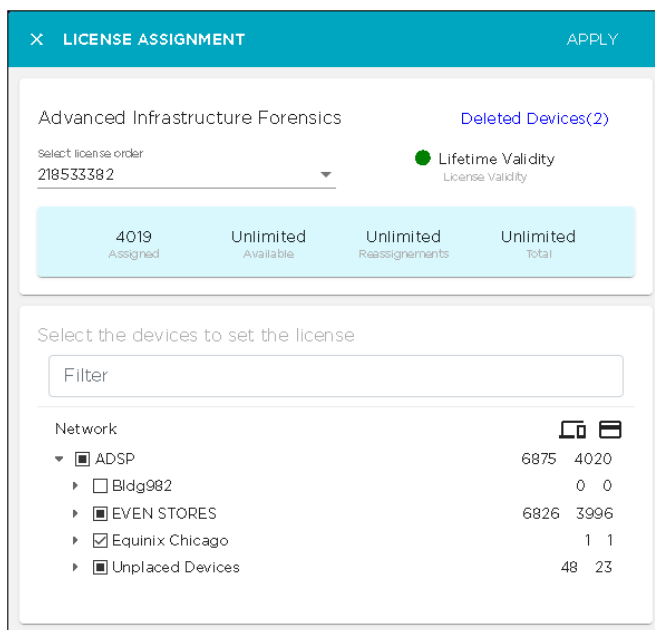 LICENSE ASSIGNMENT APPLY
Advanced Infrastructure Forensics Deleted Devices(2)
Select license order
218533382
Lifetime Validity
License Validity
4019 Unlimited Unlimited Unlimited
Assigned Available Reassignements Total
Select the devices to set the license
Filter
Network
ADSP 6875 4020
Bldg982 0 0
EVEN STORES 6826 3996
Equinix Chicago 1 1
Unplaced Devices 48 23